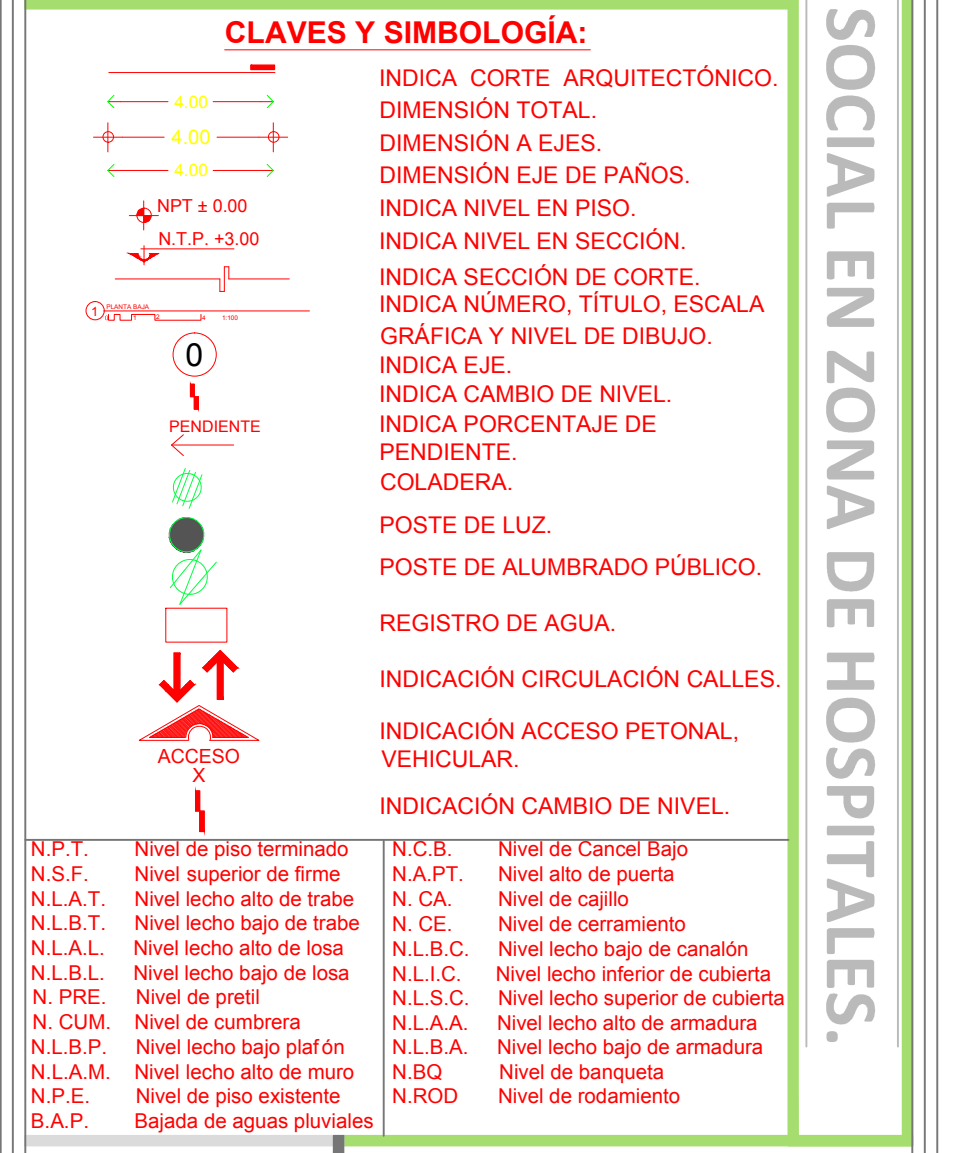 CLAVES Y SIMBOLOGÍA:
INDICA CORTE ARQUITECTÓNICO.
4.00 DIMENSIÓN TOTAL.
4.00 DIMENSIÓN A EJES.
4.00 DIMENSIÓN EJE DE PAÑOS.
NPT ± 0.00 INDICA NIVEL EN PISO.
N.T.P. +3.00 INDICA NIVEL EN SECCIÓN.
INDICA SECCIÓN DE CORTE.
1 PLANTA BAJA INDICA NÚMERO, TÍTULO, ESCALA
0 1 2 4 1:100 GRÁFICA Y NIVEL DE DIBUJO.
0 INDICA EJE.
INDICA CAMBIO DE NIVEL.
PENDIENTE INDICA PORCENTAJE DE
PENDIENTE.
COLADERA.
POSTE DE LUZ.
POSTE DE ALUMBRADO PÚBLICO.
REGISTRO DE AGUA.
INDICACIÓN CIRCULACIÓN CALLES.
INDICACIÓN ACCESO PETONAL,
ACCESO VEHICULAR.
X
INDICACIÓN CAMBIO DE NIVEL.
N.P.T. Nivel de piso terminado
N.S.F. Nivel superior de firme
N.L.A.T. Nivel lecho alto de trabe
N.L.B.T. Nivel lecho bajo de trabe
N.L.A.L. Nivel lecho alto de losa
N.L.B.L. Nivel lecho bajo de losa
N. PRE. Nivel de pretil
N. CUM. Nivel de cumbrera
N.L.B.P. Nivel lecho bajo plafón
N.L.A.M. Nivel lecho alto de muro
N.P.E. Nivel de piso existente
B.A.P. Bajada de aguas pluviales
N.C.B. Nivel de Cancel Bajo
N.A.PT. Nivel alto de puerta
N. CA. Nivel de cajillo
N. CE. Nivel de cerramiento
N.L.B.C. Nivel lecho bajo de canalón
N.L.I.C. Nivel lecho inferior de cubierta
N.L.S.C. Nivel lecho superior de cubierta
N.L.A.A. Nivel lecho alto de armadura
N.L.B.A. Nivel lecho bajo de armadura
N.BQ Nivel de banqueta
N.ROD Nivel de rodamiento
SOCIAL EN ZONA DE HOSPITALES.